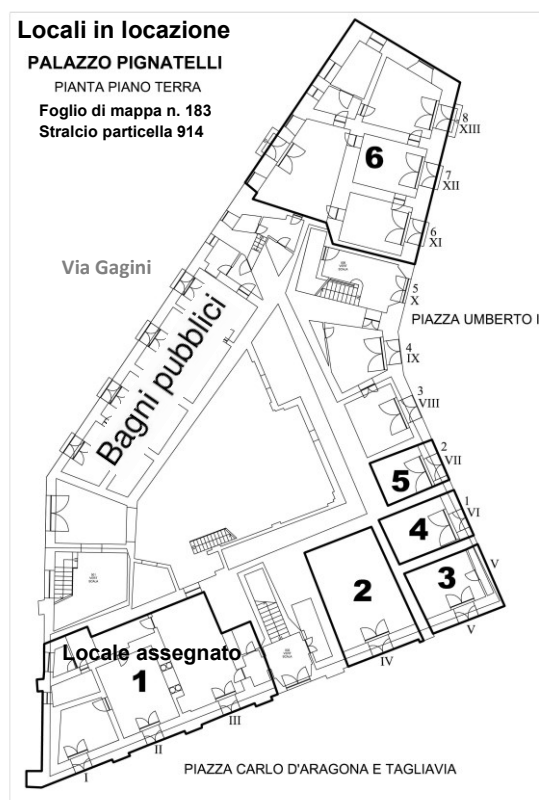 Locali in locazione
PALAZZO PIGNATELLI
PIANTA PIANO TERRA
Foglio di mappa n. 183
Stralcio particella 914
8
XIII
6
7
XII
6
XI
Via Gagini
5
X
PIAZZA UMBERTO I
4
IX
Bagni pubblici
3
VIII
2
VII
5
1
VI
4
V
3
2
V
IV
Locale assegnato
1
III
II
I
PIAZZA CARLO D'ARAGONA E TAGLIAVIA